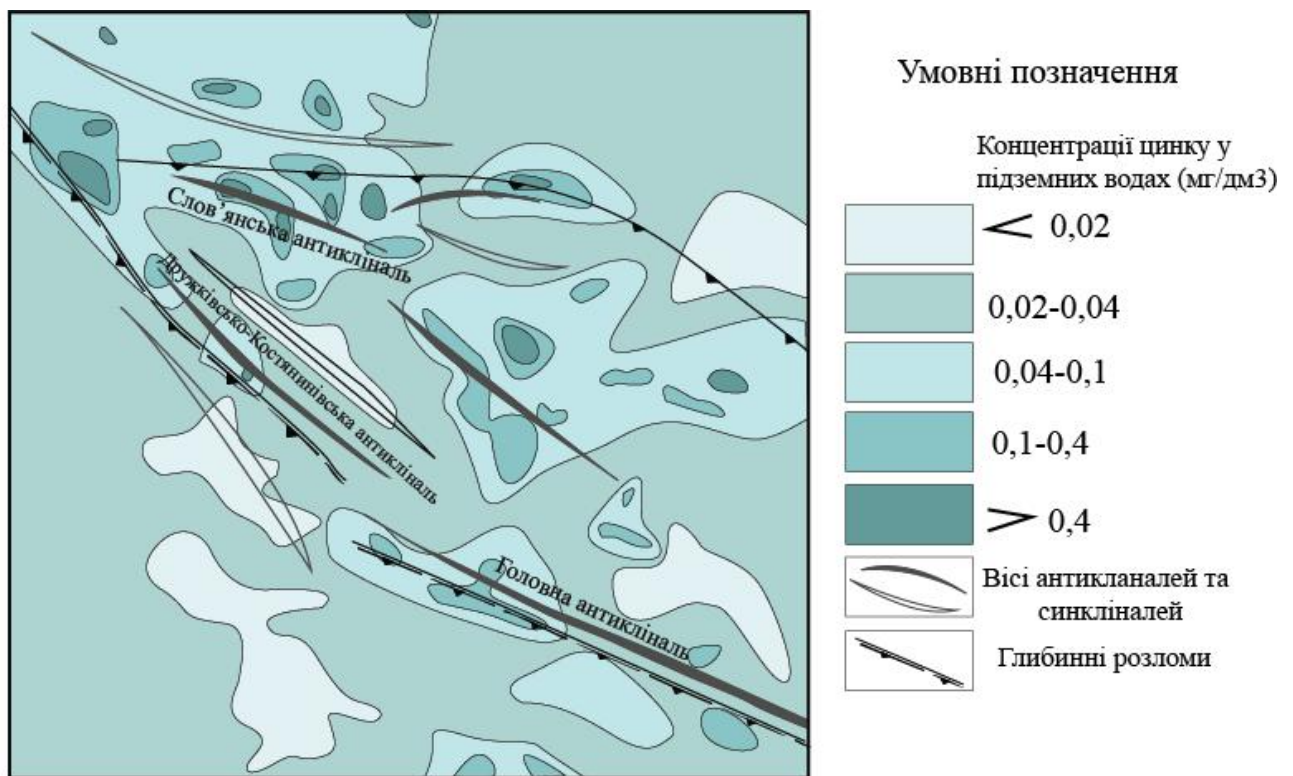 Слов’янська антикліналь
Дружківсько-Костянинівська антикліналь
Головна антикліналь
Умовні позначення
Концентрації цинку у
підземних водах (мг/дм3)
< 0,02
0,02-0,04
0,04-0,1
0,1-0,4
> 0,4
Вісі антикланалей та
синкліналей
Глибинні розломи